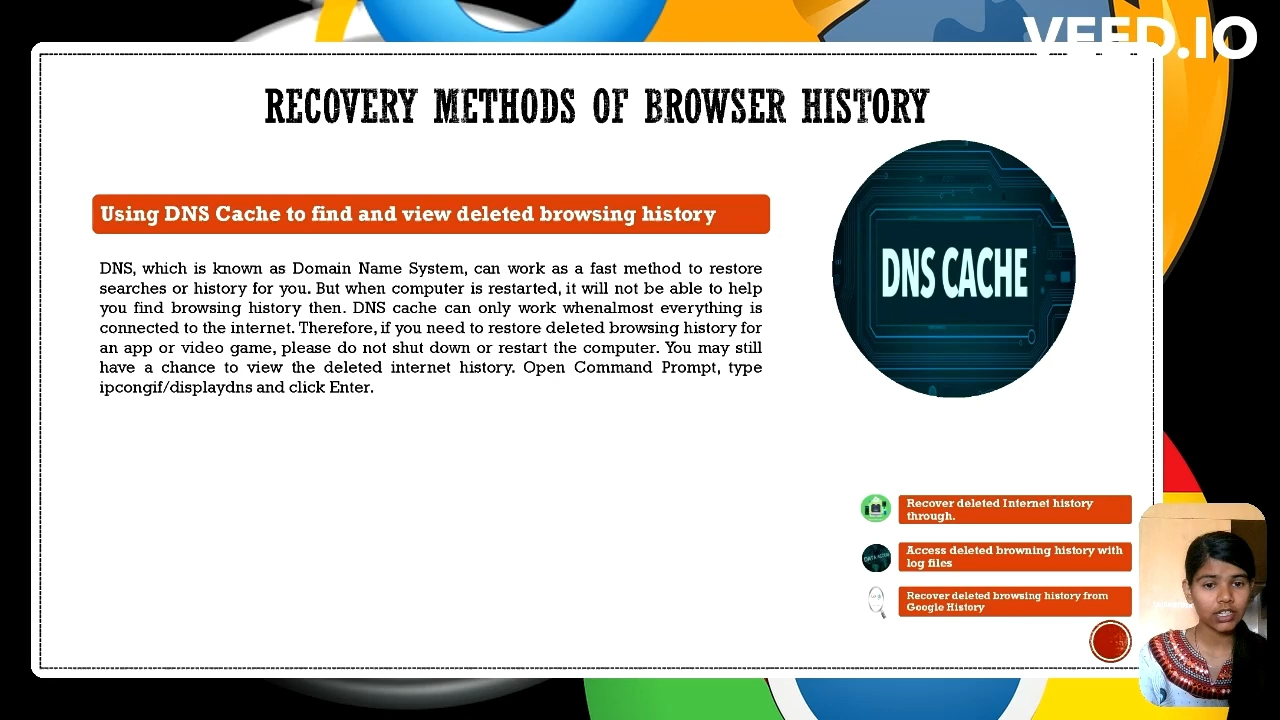 VEED.IO
RECOVERY METHODS OF BROWSER HISTORY
Using DNS Cache to find and view deleted browsing history
DNS, which is known as Domain Name System, can work as a fast method to restore
searches or history for you. But when computer is restarted, it will not be able to help
you find browsing history then. DNS cache can only work whenalmost everything is
connected to the internet. Therefore, if you need to restore deleted browsing history for
an app or video game, please do not shut down or restart the computer. You may still
have a chance to view the deleted internet history. Open Command Prompt, type
ipcongif/displaydns and click Enter.
DNS CACHE
Recover deleted Internet history
through.
Access deleted browning history with
log files
Recover deleted browsing history from
Google History